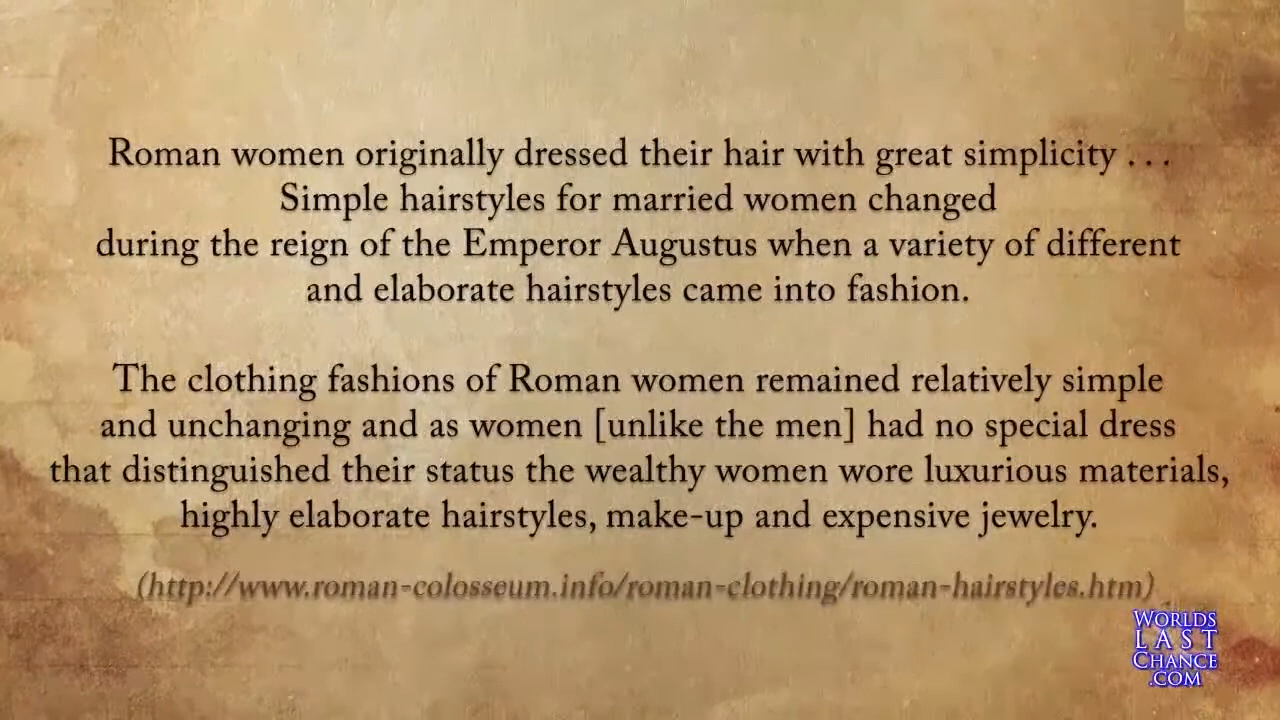 Roman women originally dressed their hair with great simplicity . . .
Simple hairstyles for married women changed
during the reign of the Emperor Augustus when a variety of different
and elaborate hairstyles came into fashion.
The clothing fashions of Roman women remained relatively simple
and unchanging and as women [unlike the men] had no special dress
that distinguished their status the wealthy women wore luxurious materials,
highly elaborate hairstyles, make-up and expensive jewelry.
(http://www.roman-colosseum.info/roman-clothing/roman-hairstyles.htm)
WORLDS
LAST
CHANCE
.COM